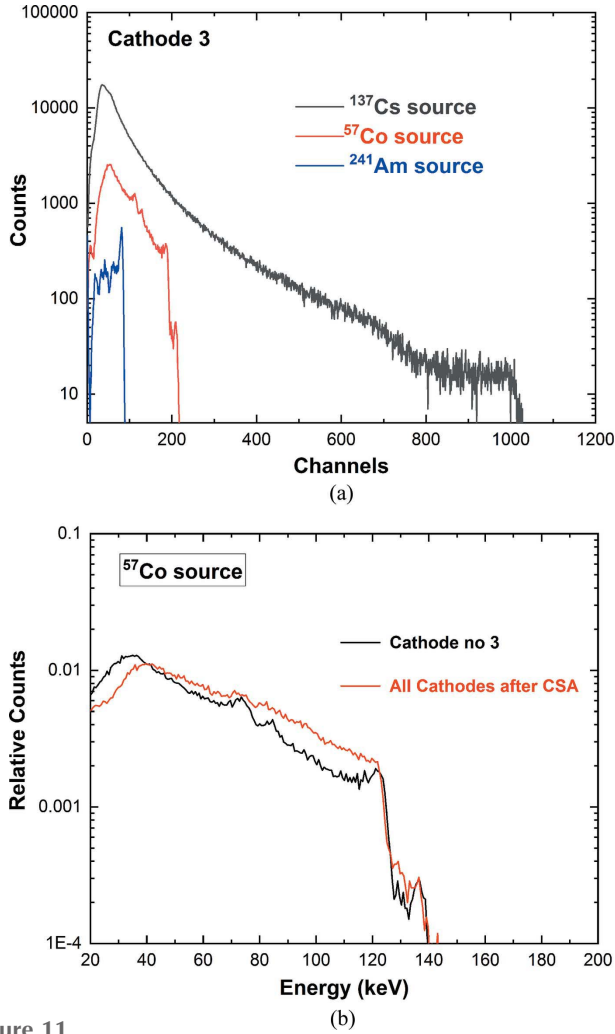 100000
Cathode 3
10000
¹³⁷Cs source
⁵⁷Co source
1000
²⁴¹Am source
Counts
100
10
0 200 400 600 800 1000 1200
Channels
(a)
0.1
⁵⁷Co source
Cathode no 3
0.01
All Cathodes after CSA
Relative Counts
0.001
1E-4
20 40 60 80 100 120 140 160 180 200
Energy (keV)
(b)
ure 11